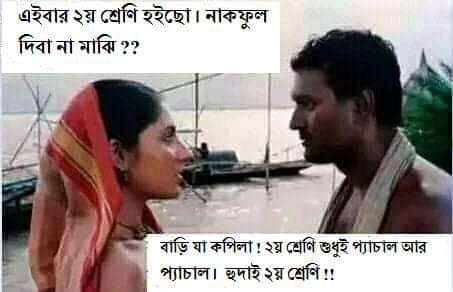 এইবার ২য় শ্রেণি হইছো। নাকফুল
দিবা না মাঝি ??
বাড়ি যা কপিলা ! ২য় শ্রেণি শুধুই প্যাচাল আর
প্যাচাল। হুদাই ২য় শ্রেণি !!